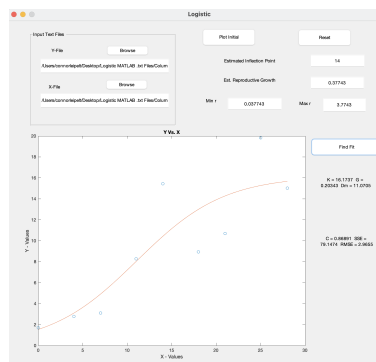 Logistic
Input Text Files
Y-File
Browse
/Users/connorleipelt/Desktop/Logistic MATLAB .txt Files/Colum
X-File
Browse
/Users/connorleipelt/Desktop/Logistic MATLAB .txt Files/Colum
Plot Initial
Reset
Estimated Inflection Point
14
Est. Reproductive Growth
0.37743
Min r
0.037743
Max r
3.7743
Find Fit
K = 16.1737 G =
0.20343 Dm = 11.0705
C = 0.86891 SSE =
79.1474 RMSE = 2.9655
Y Vs. X
20
18
16
14
12
10
8
6
4
2
0
Y - Values
0
5
10
15
20
25
30
X - Values